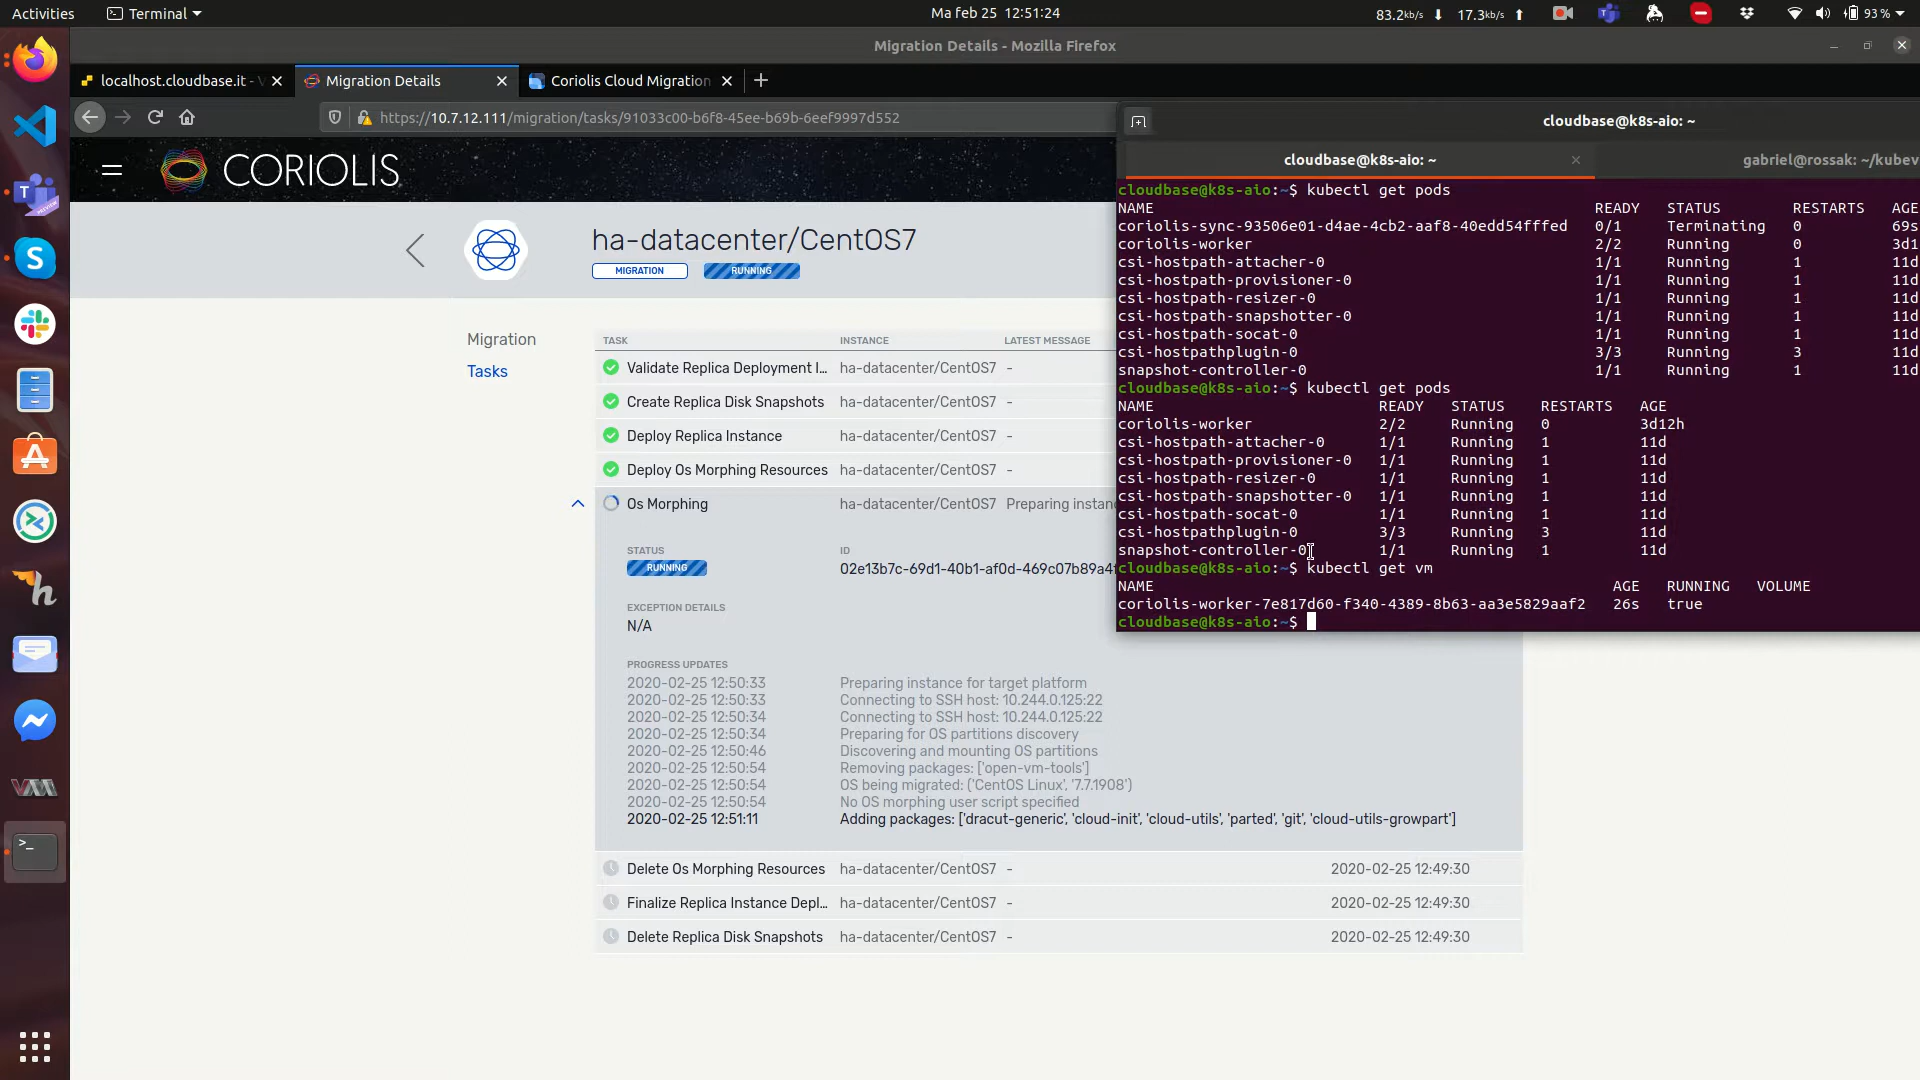 Activities
Terminal
Ma feb 25 12:51:24
83.2kb/s
17.3kb/s
93 %
Migration Details - Mozilla Firefox
localhost.cloudbase.it -
Migration Details
Coriolis Cloud Migration
https://10.7.12.111/migration/tasks/91033c00-b6f8-45ee-b69b-6eef9997d552
CORIOLIS
ha-datacenter/CentOS7
MIGRATION
RUNNING
Migration
Tasks
TASK INSTANCE LATEST MESSAGE
Validate Replica Deployment I... ha-datacenter/CentOS7 -
Create Replica Disk Snapshots ha-datacenter/CentOS7 -
Deploy Replica Instance ha-datacenter/CentOS7 -
Deploy Os Morphing Resources ha-datacenter/CentOS7 -
Os Morphing ha-datacenter/CentOS7 Preparing instanc
STATUS
RUNNING
ID
02e13b7c-69d1-40b1-af0d-469c07b89a4f
EXCEPTION DETAILS
N/A
PROGRESS UPDATES
2020-02-25 12:50:33 Preparing instance for target platform
2020-02-25 12:50:33 Connecting to SSH host: 10.244.0.125:22
2020-02-25 12:50:34 Connecting to SSH host: 10.244.0.125:22
2020-02-25 12:50:34 Preparing for OS partitions discovery
2020-02-25 12:50:46 Discovering and mounting OS partitions
2020-02-25 12:50:54 Removing packages: ['open-vm-tools']
2020-02-25 12:50:54 OS being migrated: ('CentOS Linux', '7.7.1908')
2020-02-25 12:50:54 No OS morphing user script specified
2020-02-25 12:51:11 Adding packages: ['dracut-generic', 'cloud-init', 'cloud-utils', 'parted', 'git', 'cloud-utils-growpart']
Delete Os Morphing Resources ha-datacenter/CentOS7 - 2020-02-25 12:49:30
Finalize Replica Instance Depl... ha-datacenter/CentOS7 - 2020-02-25 12:49:30
Delete Replica Disk Snapshots ha-datacenter/CentOS7 - 2020-02-25 12:49:30
cloudbase@k8s-aio: ~
cloudbase@k8s-aio: ~
gabriel@rossak: ~/kubev
cloudbase@k8s-aio:~$ kubectl get pods
NAME READY STATUS RESTARTS AGE
coriolis-sync-93506e01-d4ae-4cb2-aaf8-40edd54fffed 0/1 Terminating 0 69s
coriolis-worker 2/2 Running 0 3d1
csi-hostpath-attacher-0 1/1 Running 1 11d
csi-hostpath-provisioner-0 1/1 Running 1 11d
csi-hostpath-resizer-0 1/1 Running 1 11d
csi-hostpath-snapshotter-0 1/1 Running 1 11d
csi-hostpath-socat-0 1/1 Running 1 11d
csi-hostpathplugin-0 3/3 Running 3 11d
snapshot-controller-0 1/1 Running 1 11d
cloudbase@k8s-aio:~$ kubectl get pods
NAME READY STATUS RESTARTS AGE
coriolis-worker 2/2 Running 0 3d12h
csi-hostpath-attacher-0 1/1 Running 1 11d
csi-hostpath-provisioner-0 1/1 Running 1 11d
csi-hostpath-resizer-0 1/1 Running 1 11d
csi-hostpath-snapshotter-0 1/1 Running 1 11d
csi-hostpath-socat-0 1/1 Running 1 11d
csi-hostpathplugin-0 3/3 Running 3 11d
snapshot-controller-0 1/1 Running 1 11d
cloudbase@k8s-aio:~$ kubectl get vm
NAME AGE RUNNING VOLUME
coriolis-worker-7e817d60-f340-4389-8b63-aa3e5829aaf2 26s true
cloudbase@k8s-aio:~$